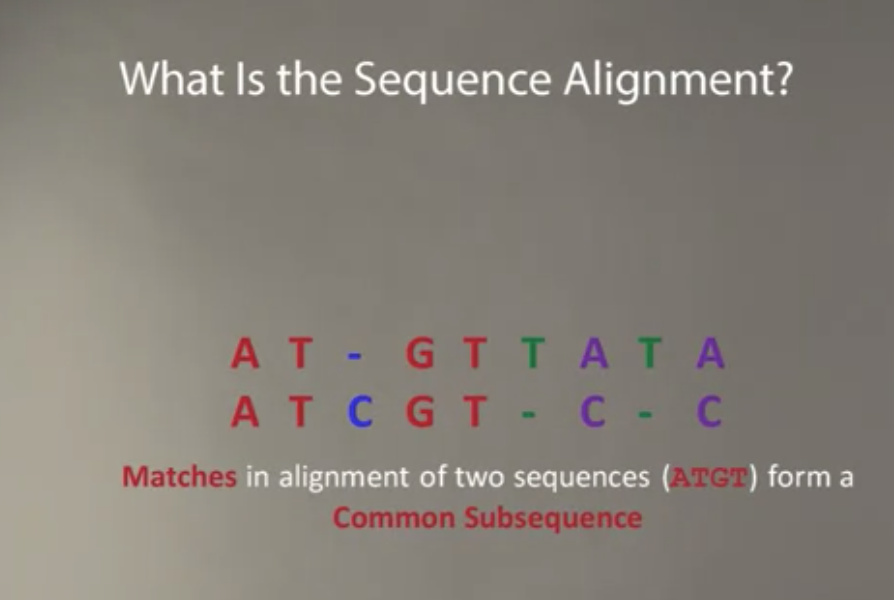 What Is the Sequence Alignment?
A T - G T T A T A
A T C G T - C - C
Matches in alignment of two sequences (ATGT) form a
Common Subsequence